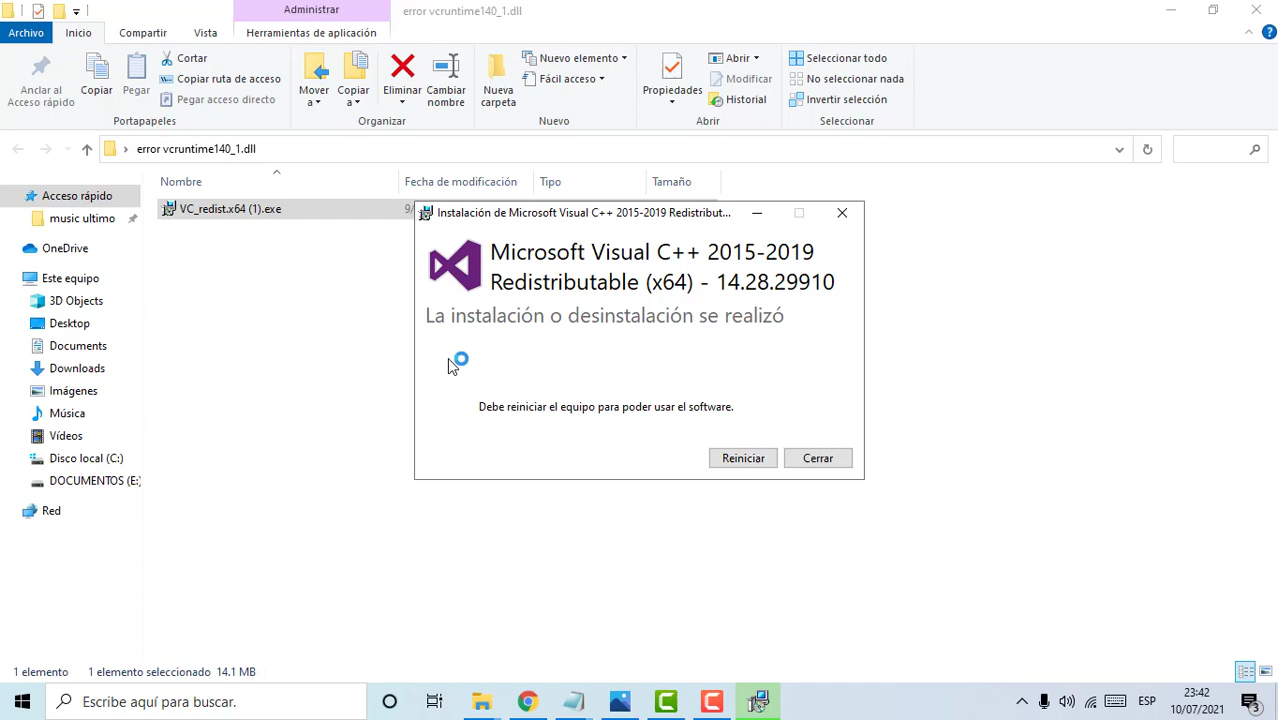 Administrar
error vcruntime140_1.dll
Archivo
Inicio
Compartir
Vista
Herramientas de aplicación
Anclar al
Acceso rápido
Copiar
Pegar
Cortar
Copiar ruta de acceso
Pegar acceso directo
Portapapeles
Mover
a
Copiar
a
Eliminar
Cambiar
nombre
Organizar
Nueva
carpeta
Nuevo elemento
Fácil acceso
Nuevo
Propiedades
Abrir
Modificar
Historial
Abrir
Seleccionar todo
No seleccionar nada
Invertir selección
Seleccionar
error vcruntime140_1.dll
Nombre
Fecha de modificación
Tipo
Tamaño
VC_redist.x64 (1).exe
9/
Acceso rápido
music ultimo
OneDrive
Este equipo
3D Objects
Desktop
Documents
Downloads
Imágenes
Música
Vídeos
Disco local (C:)
DOCUMENTOS (E:)
Red
Instalación de Microsoft Visual C++ 2015-2019 Redistribut...
Microsoft Visual C++ 2015-2019
Redistributable (x64) - 14.28.29910
La instalación o desinstalación se realizó
Debe reiniciar el equipo para poder usar el software.
Reiniciar
Cerrar
1 elemento
1 elemento seleccionado 14.1 MB
Escribe aquí para buscar.
ESP
23:42
10/07/2021
3